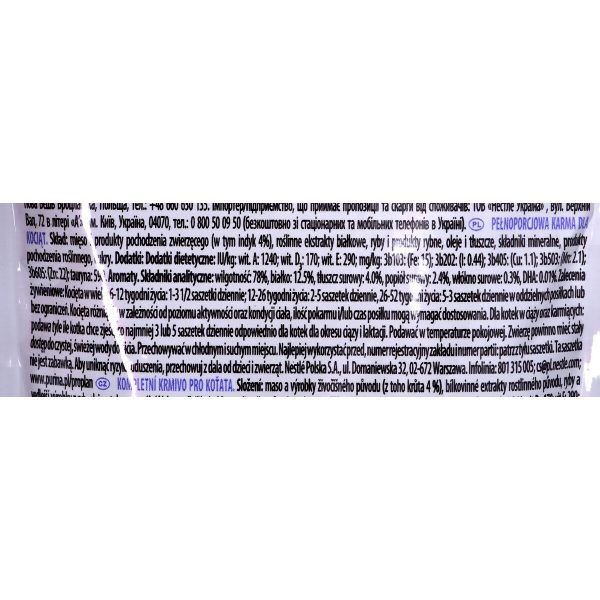 Польща, тел.: +48 800 650 155. Імпортер/підприємство, що приймає пропозиції та скарги від споживачів: ТОВ "Нестле Україна", вул. Верхній
Вал, 72 в літері «А», м. Київ, Україна, 04070, тел.: 0 800 50 09 50 (безкоштовно зі стаціонарних та мобільних телефонів в Україні). PL PEŁNOPORCJOWA KARMA DLA
KOCIĄT. Skład: mięso i produkty pochodzenia zwierzęcego (w tym indyk 4%), roślinne ekstrakty białkowe, ryby i produkty rybne, oleje i tłuszcze, składniki mineralne, produkty
pochodzenia roślinnego, cukry. Dodatki: Dodatki dietetyczne: IU/kg: wit. A: 1240; wit. D₃: 170; wit. E: 290; mg/kg: 3b103: (Fe: 15); 3b202: (I: 0.44); 3b405: (Cu: 1.1); 3b503: (Mn: 2.1);
3b605: (Zn: 22); tauryna: Aromaty. Składniki analityczne: wilgotność: 78%, białko: 12.5%, tłuszcz surowy: 4.0%, popiół surowy: 2.4%, włókno surowe: 0.3%, DHA: 0.01%. Zalecenia
żywieniowe: Kocięta w wieku 6-12 tygodni życia: 1-3 1/2 saszetki dziennie; 12-26 tygodni życia: 2-5 saszetek dziennie, 26-52 tygodni życia: 5-3 saszetek dziennie w oddzielnych posiłkach lub
bez ograniczeń. Kocięta w zależności od poziomu aktywności oraz kondycji ciała, ilość pokarmu i/lub czas posiłku mogą wymagać dostosowania. Dla kotek w ciąży oraz karmiących:
podawaj tyle ile kotka chce zjeść co najmniej 3 lub 5 saszetek dziennie odpowiednio dla kotek dla okresu ciąży i laktacji. Podawać w temperaturze pokojowej. Zwierzę powinno mieć stały
dostęp do czystej, świeżej wody do picia. Przechowywać w chłodnym i suchym miejscu. Najlepiej wykorzystać przed, numer rejestracyjny zakładu i numer partii: patrz z tyłu saszetki. Ta saszetka
nie jest zabawką. Aby uniknąć uduszenia, przechowuj z dala od dzieci i zwierząt. Nestlé Polska S.A., ul. Domaniewska 32, 02-672 Warszawa. Infolinia: 801 315 005; cs@pl.nestle.com,
www.purina.pl/proplan CZ KOMPLETNÍ KRMIVO PRO KOŤATA. Složení: maso a výrobky živočišného původu (z toho krůta 4 %), bílkovinné extrakty rostlinného původu, ryby a